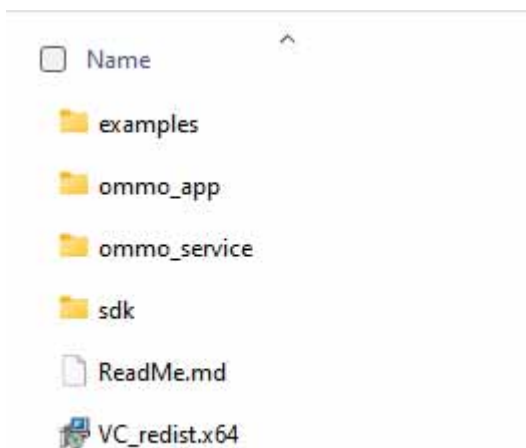 Name
examples
ommo_app
ommo_service
sdk
ReadMe.md
VC_redist.x64